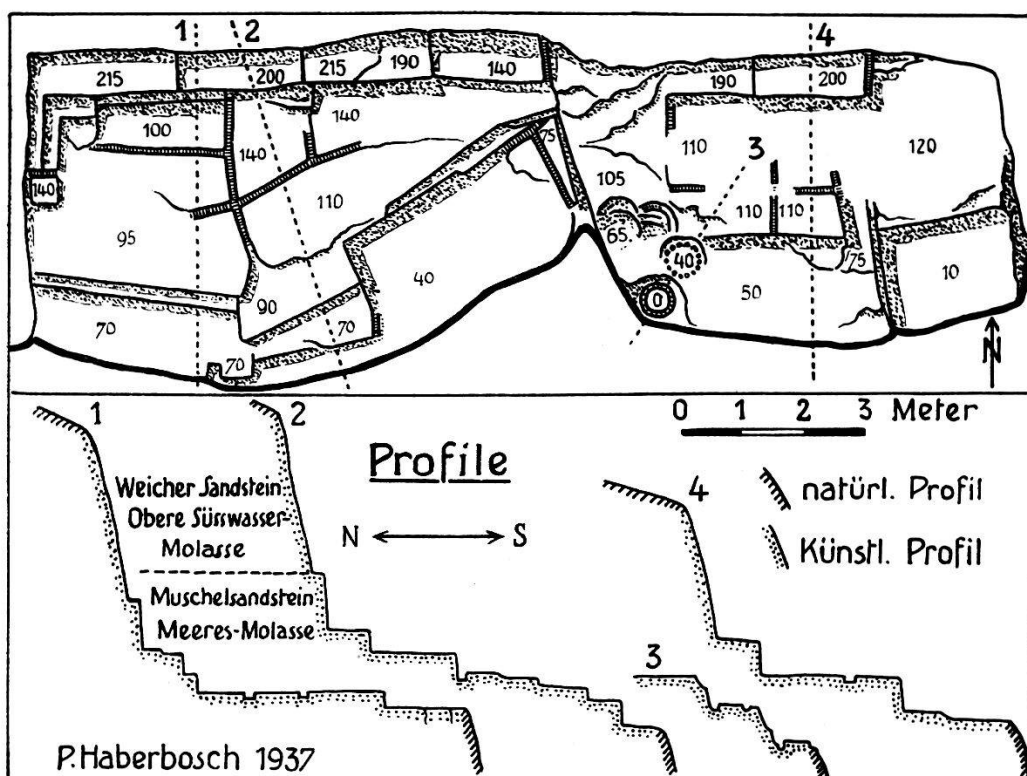 1 2 4
215 200 215 190 140 190 200
100 140 140 75 110 3 120
140 105 110 110
95 110 65 40 75
90 40 0 50 10
70 70 70 N
1 2 0 1 2 3 Meter
Profile
4 natürl. Profil
Weicher Sandstein
Obere Süsswasser-
Molasse
N S
Künstl. Profil
Muschelsandstein
Meeres-Molasse
3
P. Haberbosch 1937